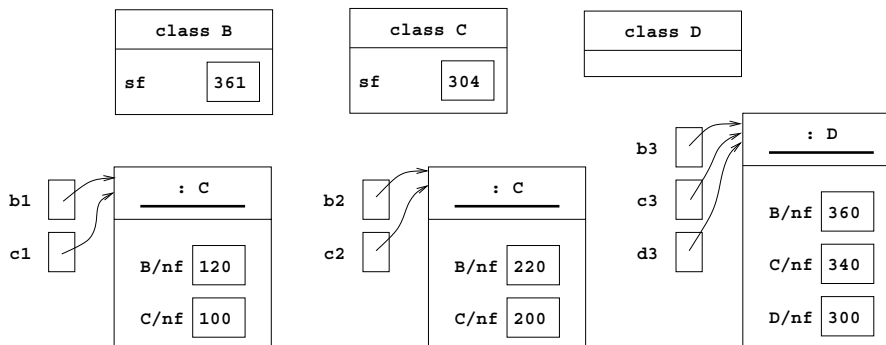 class B
class C
class D
sf 361
sf 304
b3
: D
b1
: C
b2
: C
c3
B/nf 360
c1
c2
d3
B/nf 120
B/nf 220
C/nf 340
C/nf 100
C/nf 200
D/nf 300